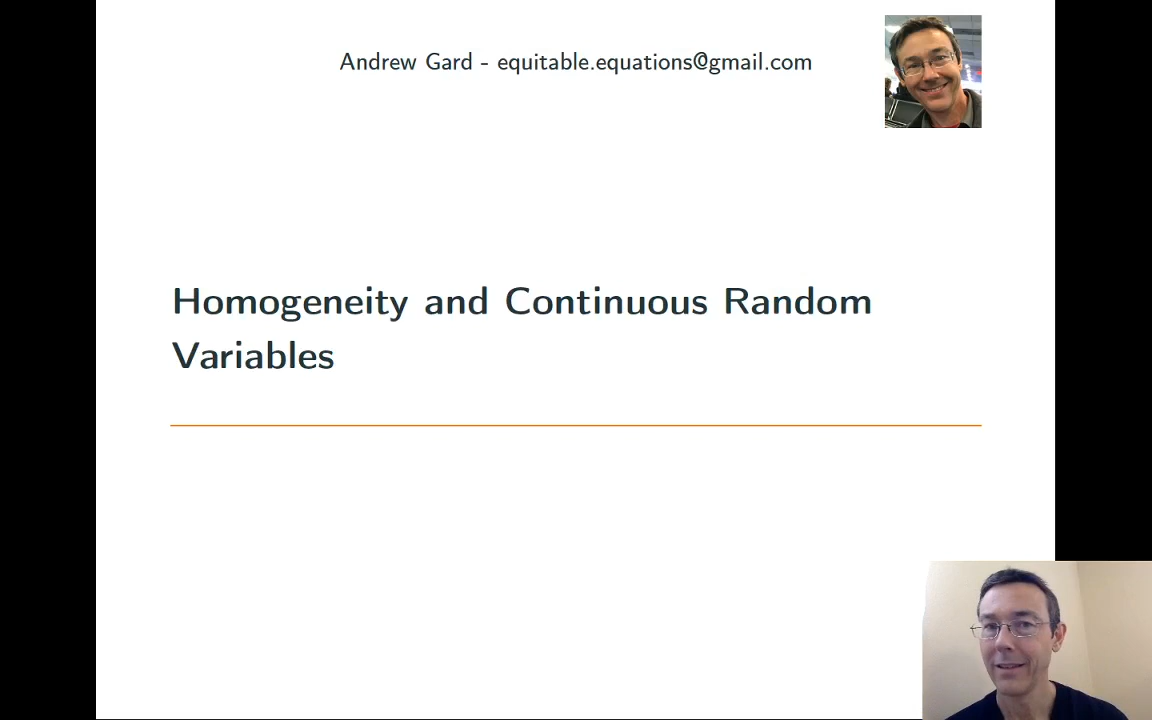 Andrew Gard - equitable.equations@gmail.com
Homogeneity and Continuous Random
Variables